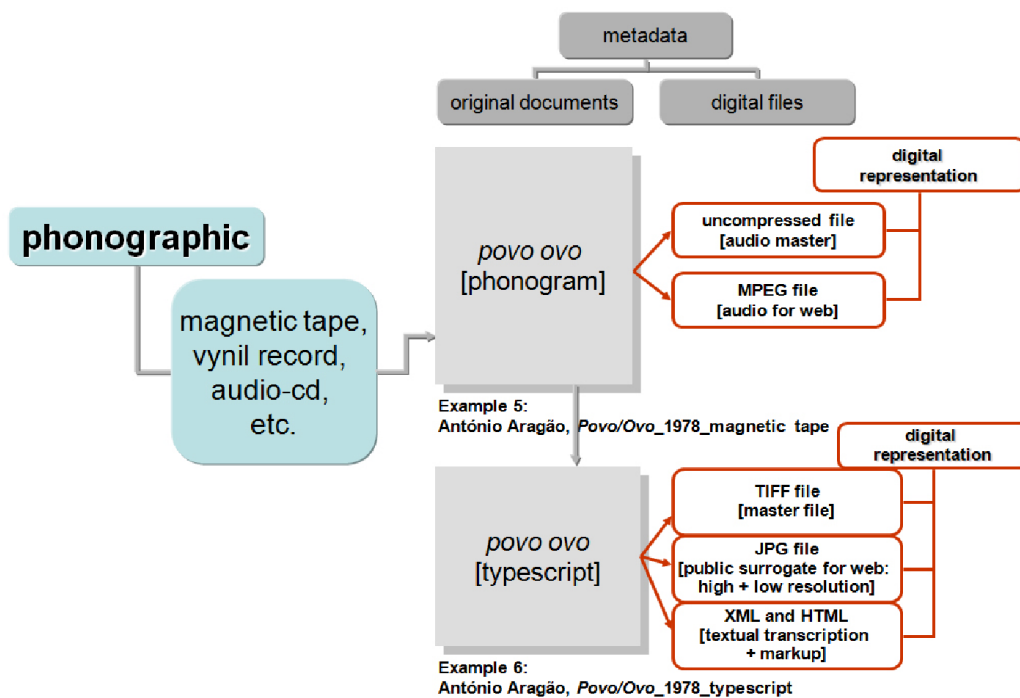 metadata
original documents
digital files
phonographic
magnetic tape,
vynil record,
audio-cd,
etc.
povo ovo
[phonogram]
digital
representation
uncompressed file
[audio master]
MPEG file
[audio for web]
Example 5:
António Aragão, Povo/Ovo_1978_magnetic tape
povo ovo
[typescript]
digital
representation
TIFF file
[master file]
JPG file
[public surrogate for web:
high + low resolution]
XML and HTML
[textual transcription
+ markup]
Example 6:
António Aragão, Povo/Ovo_1978_typescript